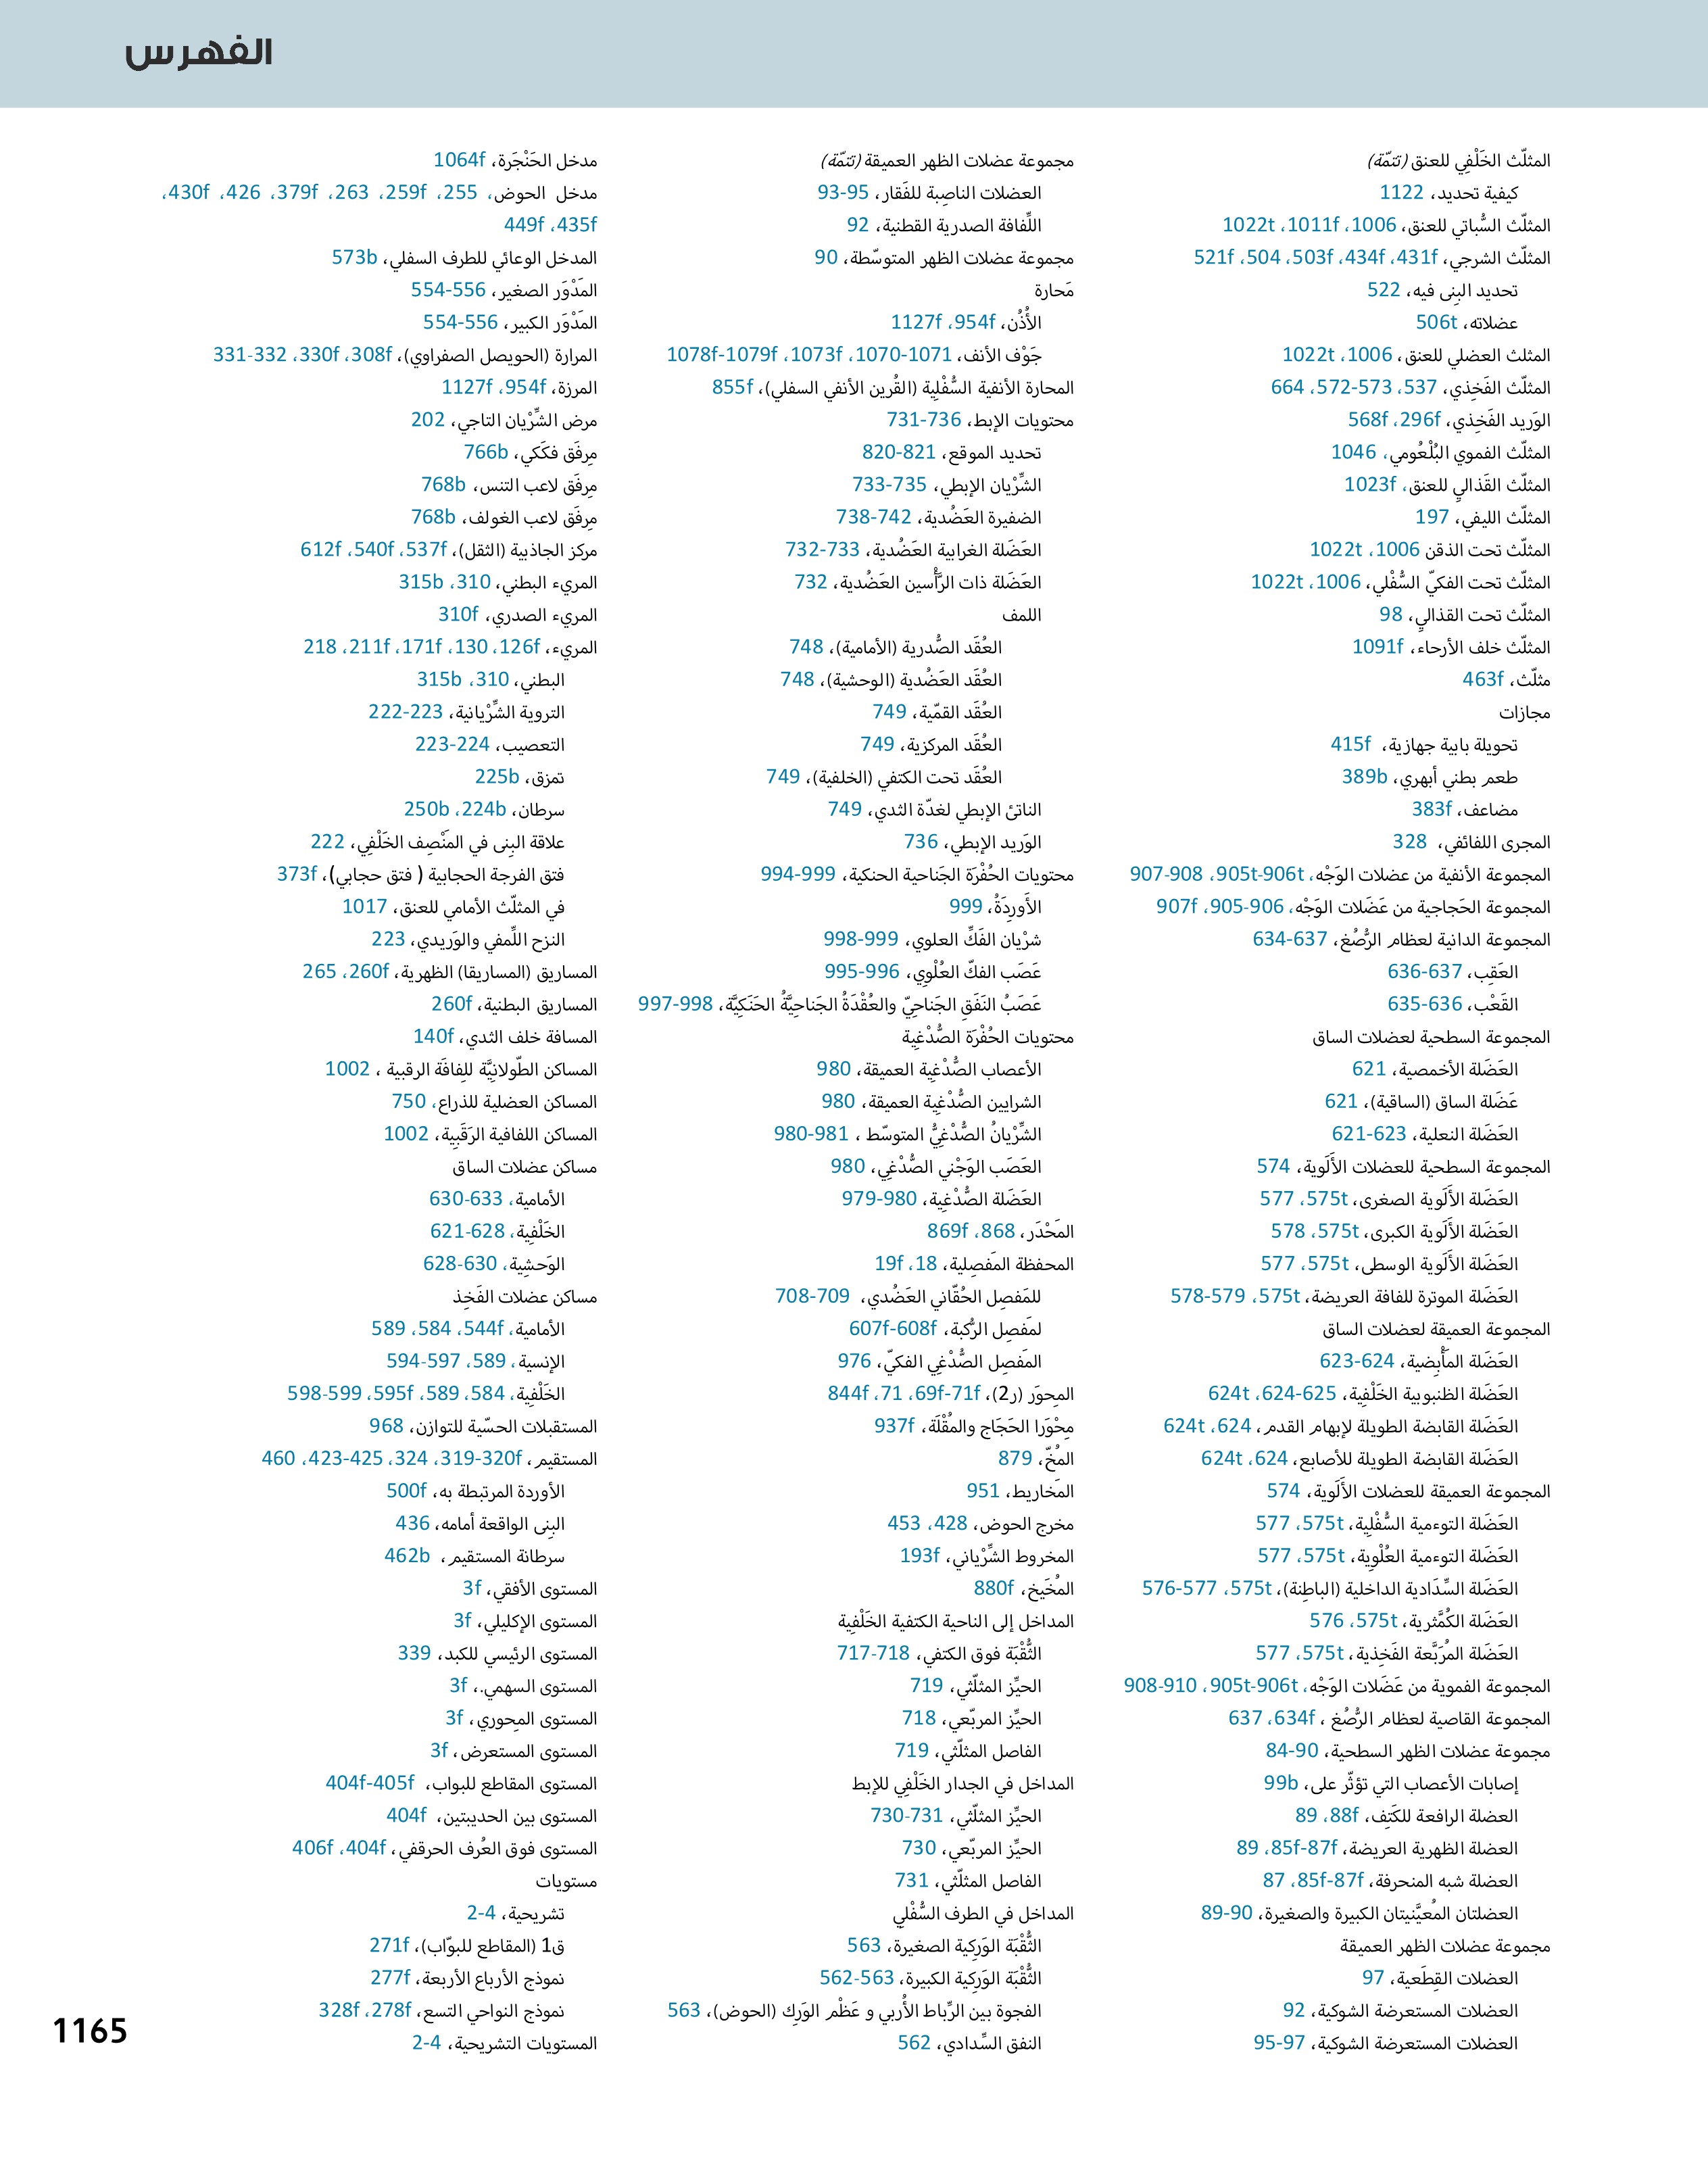 الفهرس
المثلّث الخَلْفِي للعنق (تتمّة)
كيفية تحديد، 1122
المثلّث السُّباتي للعنق، 1006، 1011f، 1022t
المثلّث الشرجي، 431f، 434f، 503f، 504، 521f
تحديد البِنى فيه، 522
عضلاته، 506t
المثلث العضلي للعنق، 1006، 1022t
المثلّث الفَخِذي، 537، 572-573، 664
الوَريد الفَخِذي، 296f، 568f
المثلّث الفموي البُلْعُومي، 1046
المثلّث القَذالي للعنق، 1023f
المثلّث الليفي، 197
المثلّث تحت الذقن 1006، 1022t
المثلّث تحت الفكيّ السُّفْلي، 1006، 1022t
المثلّث تحت القذالي، 98
المثلّث خلف الأرحاء، 1091f
مثلّث، 463f
مجازات
تحويلة بابية جهازية، 415f
طعم بطني أبهري، 389b
مضاعف، 383f
المجرى اللفائفي، 328
المجموعة الأنفية من عضلات الوَجْه، 905t-906t، 907-908
المجموعة الحَجاجية من عَضَلات الوَجْه، 905-906، 907f
المجموعة الدانية لعظام الرُّصُغ، 634-637
العَقِب، 636-637
القَعْب، 635-636
المجموعة السطحية لعضلات الساق
العَضَلة الأخمصية، 621
عَضَلة الساق (الساقية)، 621
العَضَلة النعلية، 621-623
المجموعة السطحية للعضلات الأَلَوية، 574
العَضَلة الأَلَوية الصغرى، 575t، 577
العَضَلة الأَلَوية الكبرى، 575t، 578
العَضَلة الأَلَوية الوسطى، 575t، 577
العَضَلة الموترة للفافة العريضة، 575t، 578-579
المجموعة العميقة لعضلات الساق
العَضَلة المأْبِضية، 623-624
العَضَلة الظنبوبية الخَلْفِية، 624-625، 624t
العَضَلة القابضة الطويلة لإبهام القدم، 624، 624t
العَضَلة القابضة الطويلة للأصابع، 624، 624t
المجموعة العميقة للعضلات الأَلَوية، 574
العَضَلة التوءمية السُّفْلِية، 575t، 577
العَضَلة التوءمية العُلْوِية، 575t، 577
العَضَلة السِّدَادية الداخلية (الباطِنة)، 575t، 576-577
العَضَلة الكُمَّثرية، 575t، 576
العَضَلة المُرَبَّعة الفَخِذية، 575t، 577
المجموعة الفموية من عَضَلات الوَجْه، 905t-906t، 908-910
المجموعة القاصية لعظام الرُّصُغ ، 634f، 637
مجموعة عضلات الظهر السطحية، 84-90
إصابات الأعصاب التي تؤثّر على، 99b
العضلة الرافعة للكَتِف، 88f، 89
العضلة الظهرية العريضة، 85f-87f، 89
العضلة شبه المنحرفة، 85f-87f، 87
العضلتان المُعيَّنيتان الكبيرة والصغيرة، 89-90
مجموعة عضلات الظهر العميقة
العضلات القِطَعية، 97
العضلات المستعرضة الشوكية، 92
العضلات المستعرضة الشوكية، 95-97
مجموعة عضلات الظهر العميقة (تتمّة)
العضلات الناصِبة للفَقار، 93-95
اللِّفافة الصدرية القطنية، 92
مجموعة عضلات الظهر المتوسّطة، 90
مَحارة
الأُذُن، 954f، 1127f
جَوْف الأنف، 1070-1071، 1073f، 1078f-1079f
المحارة الأنفية السُّفْلِية (القُرين الأنفي السفلي)، 855f
محتويات الإبط، 731-736
تحديد الموقع، 820-821
الشِّرْيان الإبطي، 733-735
الضفيرة العَضُدية، 738-742
العَضَلة الغرابية العَضُدية، 732-733
العَضَلة ذات الرَّأْسين العَضُدية، 732
اللمف
العُقَد الصُّدرية (الأمامية)، 748
العُقَد العَضُدية (الوحشية)، 748
العُقَد القمّية، 749
العُقَد المركزية، 749
العُقَد تحت الكتفي (الخلفية)، 749
الناتئ الإبطي لغدّة الثدي، 749
الوَريد الإبطي، 736
محتويات الحُفْرَة الجَناحية الحنكية، 994-999
الأَوردَةُ، 999
شرْيان الفَكِّ العلوي، 998-999
عَصَب الفكّ العُلْوِي، 995-996
عَصَبُ النَفَقِ الجَناحِيّ والعُقْدَةُ الجَناحِيَّةُ الحَنَكِيَّة، 997-998
محتويات الحُفْرَة الصُّدْغِية
الأعصاب الصُّدْغِية العميقة، 980
الشرايين الصُّدْغِية العميقة، 980
الشِّرْيانُ الصُّدْغِيُّ المتوسّط ، 980-981
العَصَب الوَجْني الصُّدْغِي، 980
العَضَلة الصُّدْغِية، 979-980
المَحْدَر، 868، 869f
المحفظة المَفصِلية، 18، 19f
للمَفصِل الحُقّاني العَضُدي، 708-709
لمَفصِل الرُّكبة، 607f-608f
المَفصِل الصُّدْغِي الفكيّ، 976
المِحوَر (ر2)، 69f-71f، 71، 844f
مِحْوَرا الحَجَاج والمُقْلَة، 937f
المُخّ، 879
المَخاريط، 951
مخرج الحوض، 428، 453
المخروط الشِّرْياني، 193f
المُخَيخ، 880f
المداخل إلى الناحية الكتفية الخَلْفِية
الثُّقْبَة فوق الكتفي، 717-718
الحيِّز المثلّثي، 719
الحيِّز المربّعي، 718
الفاصل المثلّثي، 719
المداخل في الجدار الخَلْفِي للإبط
الحيِّز المثلّثي، 730-731
الحيِّز المربّعي، 730
الفاصل المثلّثي، 731
المداخل في الطرف السُّفْلِي
الثُّقْبَة الوَرِكية الصغيرة، 563
الثُّقْبَة الوَرِكية الكبيرة، 562-563
الفجوة بين الرِّباط الأُربي و عَظْم الوَرِك (الحوض)، 563
النفق السِّدادي، 562
مدخل الحَنْجَرة، 1064f
مدخل الحوض، 255، 259f، 263، 379f، 426، 430f،
435f، 449f
المدخل الوعائي للطرف السفلي، 573b
المَدْوَر الصغير، 554-556
المَدْوَر الكبير، 554-556
المرارة (الحويصل الصفراوي)، 308f، 330f، 331-332
المرزة، 954f، 1127f
مرض الشِّرْيان التاجي، 202
مِرفَق فكَكي، 766b
مِرفَق لاعب التنس، 768b
مِرفَق لاعب الغولف، 768b
مركز الجاذبية (الثقل)، 537f، 540f، 612f
المريء البطني، 310، 315b
المريء الصدري، 310f
المريء، 126f، 130، 171f، 211f، 218
البطني، 310، 315b
التروية الشِّرْيانية، 222-223
التعصيب، 223-224
تمزق، 225b
سرطان، 224b، 250b
علاقة البِنى في المَنْصِف الخَلْفِي، 222
فتق الفرجة الحجابية ( فتق حجابي)، 373f
في المثلّث الأمامي للعنق، 1017
النزح اللِّمفي والوَريدي، 223
المساريق (المساريقا) الظهرية، 260f، 265
المساريق البطنية، 260f
المسافة خلف الثدي، 140f
المساكن الطّولانِيَّة للِفافَة الرقبية ، 1002
المساكن العضلية للذراع، 750
المساكن اللفافية الرَقَبِية، 1002
مساكن عضلات الساق
الأمامية، 630-633
الخَلْفِية، 621-628
الوَحشِية، 628-630
مساكن عضلات الفَخِذ
الأمامية، 544f، 584، 589
الإنسية، 589، 594-597
الخَلْفِية، 584، 589، 595f، 598-599
المستقبلات الحسّية للتوازن، 968
المستقيم، 319-320f، 324، 423-425، 460
الأوردة المرتبطة به، 500f
البِنى الواقعة أمامه، 436
سرطانة المستقيم، 462b
المستوى الأفقي، 3f
المستوى الإكليلي، 3f
المستوى الرئيسي للكبد، 339
المستوى السهمي.، 3f
المستوى المِحوري، 3f
المستوى المستعرض، 3f
المستوى المقاطع للبواب، 404f-405f
المستوى بين الحديبتين، 404f
المستوى فوق العُرف الحرقفي، 404f، 406f
مستويات
تشريحية، 2-4
ق1 (المقاطع للبوّاب)، 271f
نموذج الأرباع الأربعة، 277f
نموذج النواحي التسع، 278f، 328f
المستويات التشريحية، 2-4
1165